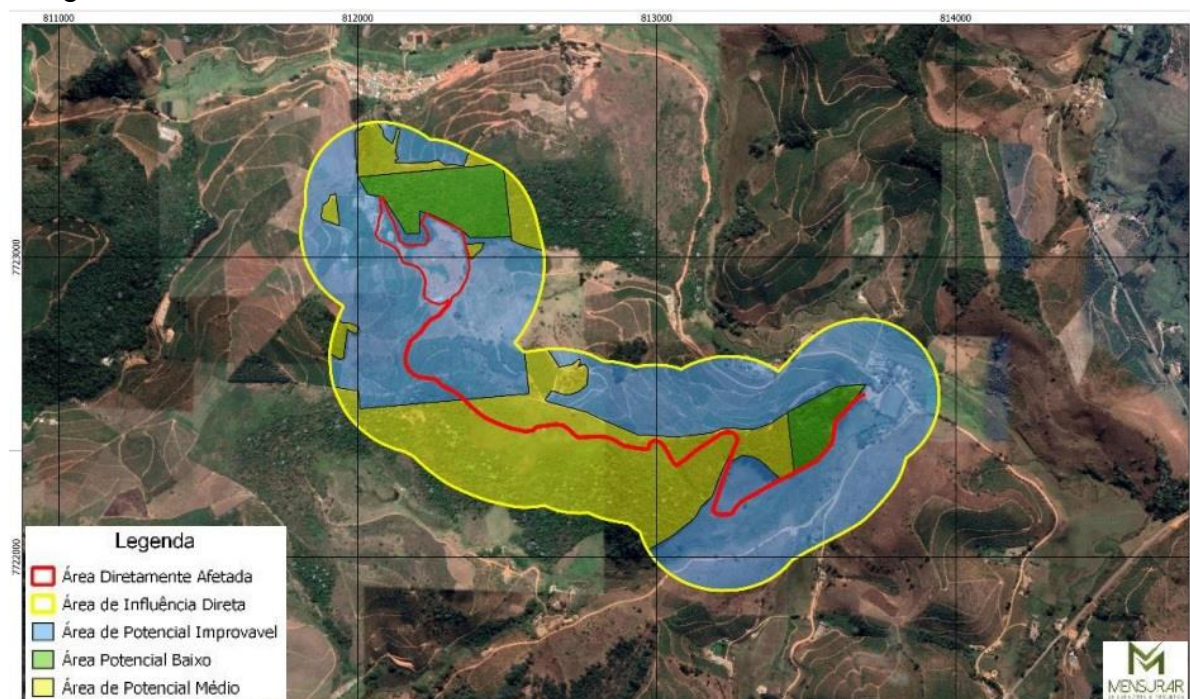 811000
812000
813000
814000
7723000
7722000
Legenda
Área Diretamente Afetada
Área de Influência Direta
Área de Potencial Improvavel
Área Potencial Baixo
Área de Potencial Médio
MENSURAR